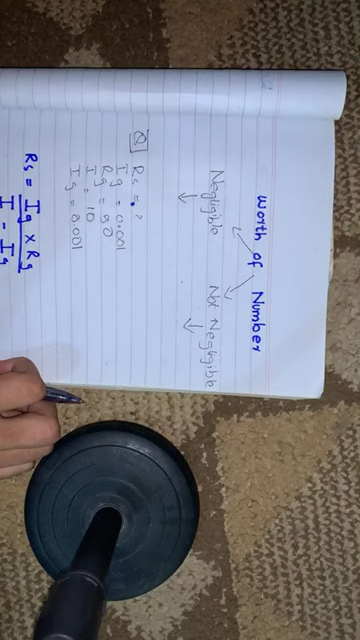 Worth of Number
Negligible Not Negligible
Q Rs = ?
Ig = 0.001
Rg = 50
I = 10
Ig = 0.001
Rs = Ig x Rg
I - Ig